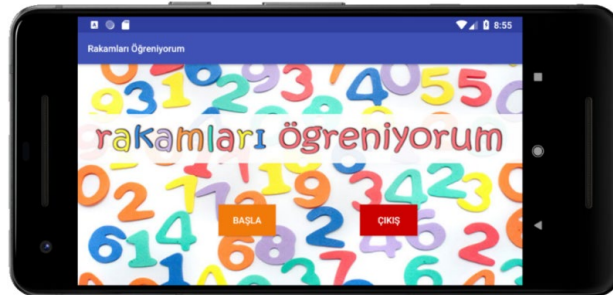 8:55
Rakamları Öğreniyorum
rakamları öğreniyorum
BAŞLA
ÇIKIŞ